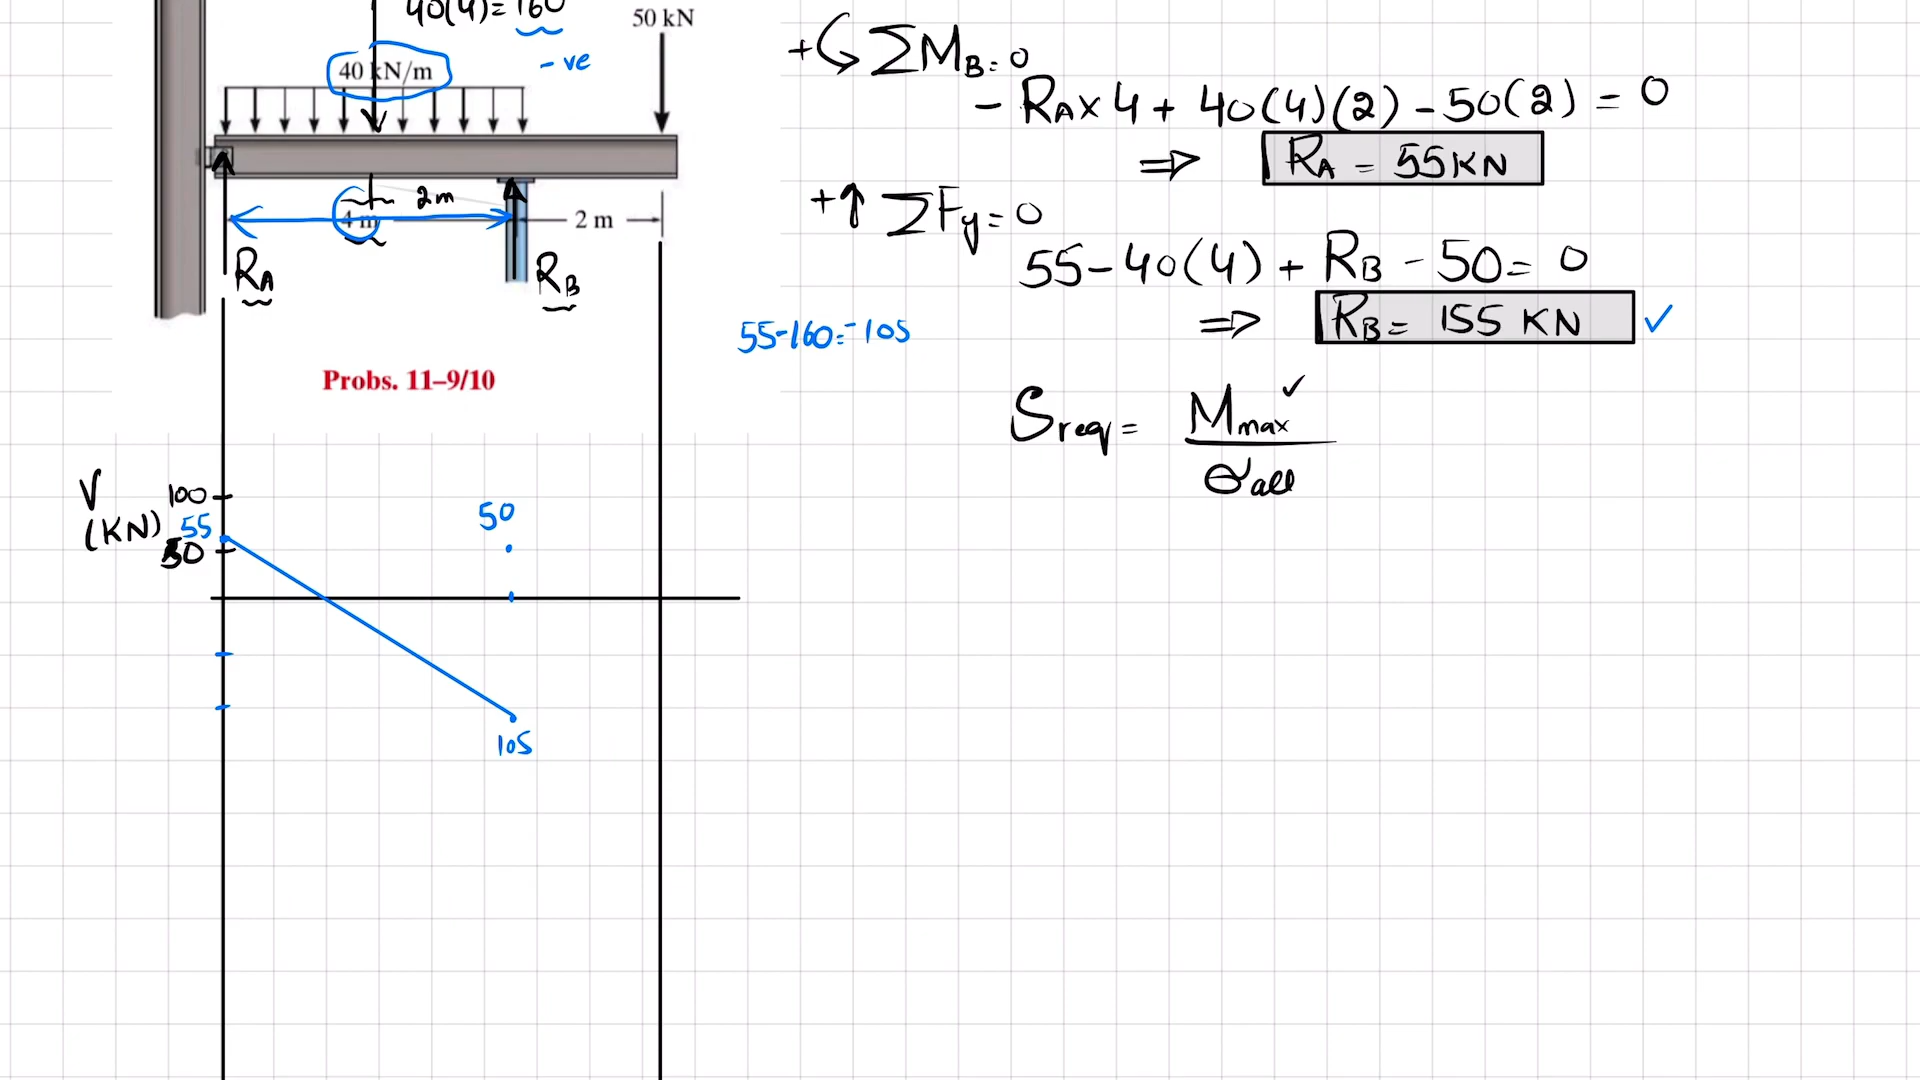 40(4)=160
- ve
50 kN
40 kN/m
2m
4 m
2 m
RA
RB
Probs. 11–9/10
+ ΣMB=0
- RA×4 + 40(4)(2) - 50(2) = 0
⇒ RA = 55KN
+↑ ΣFy=0
55-40(4) + RB - 50= 0
⇒ RB= 155 KN ✓
55-160=-105
Sreq= Mmax ✓
σall
V
(KN)
100
55
50
50
105